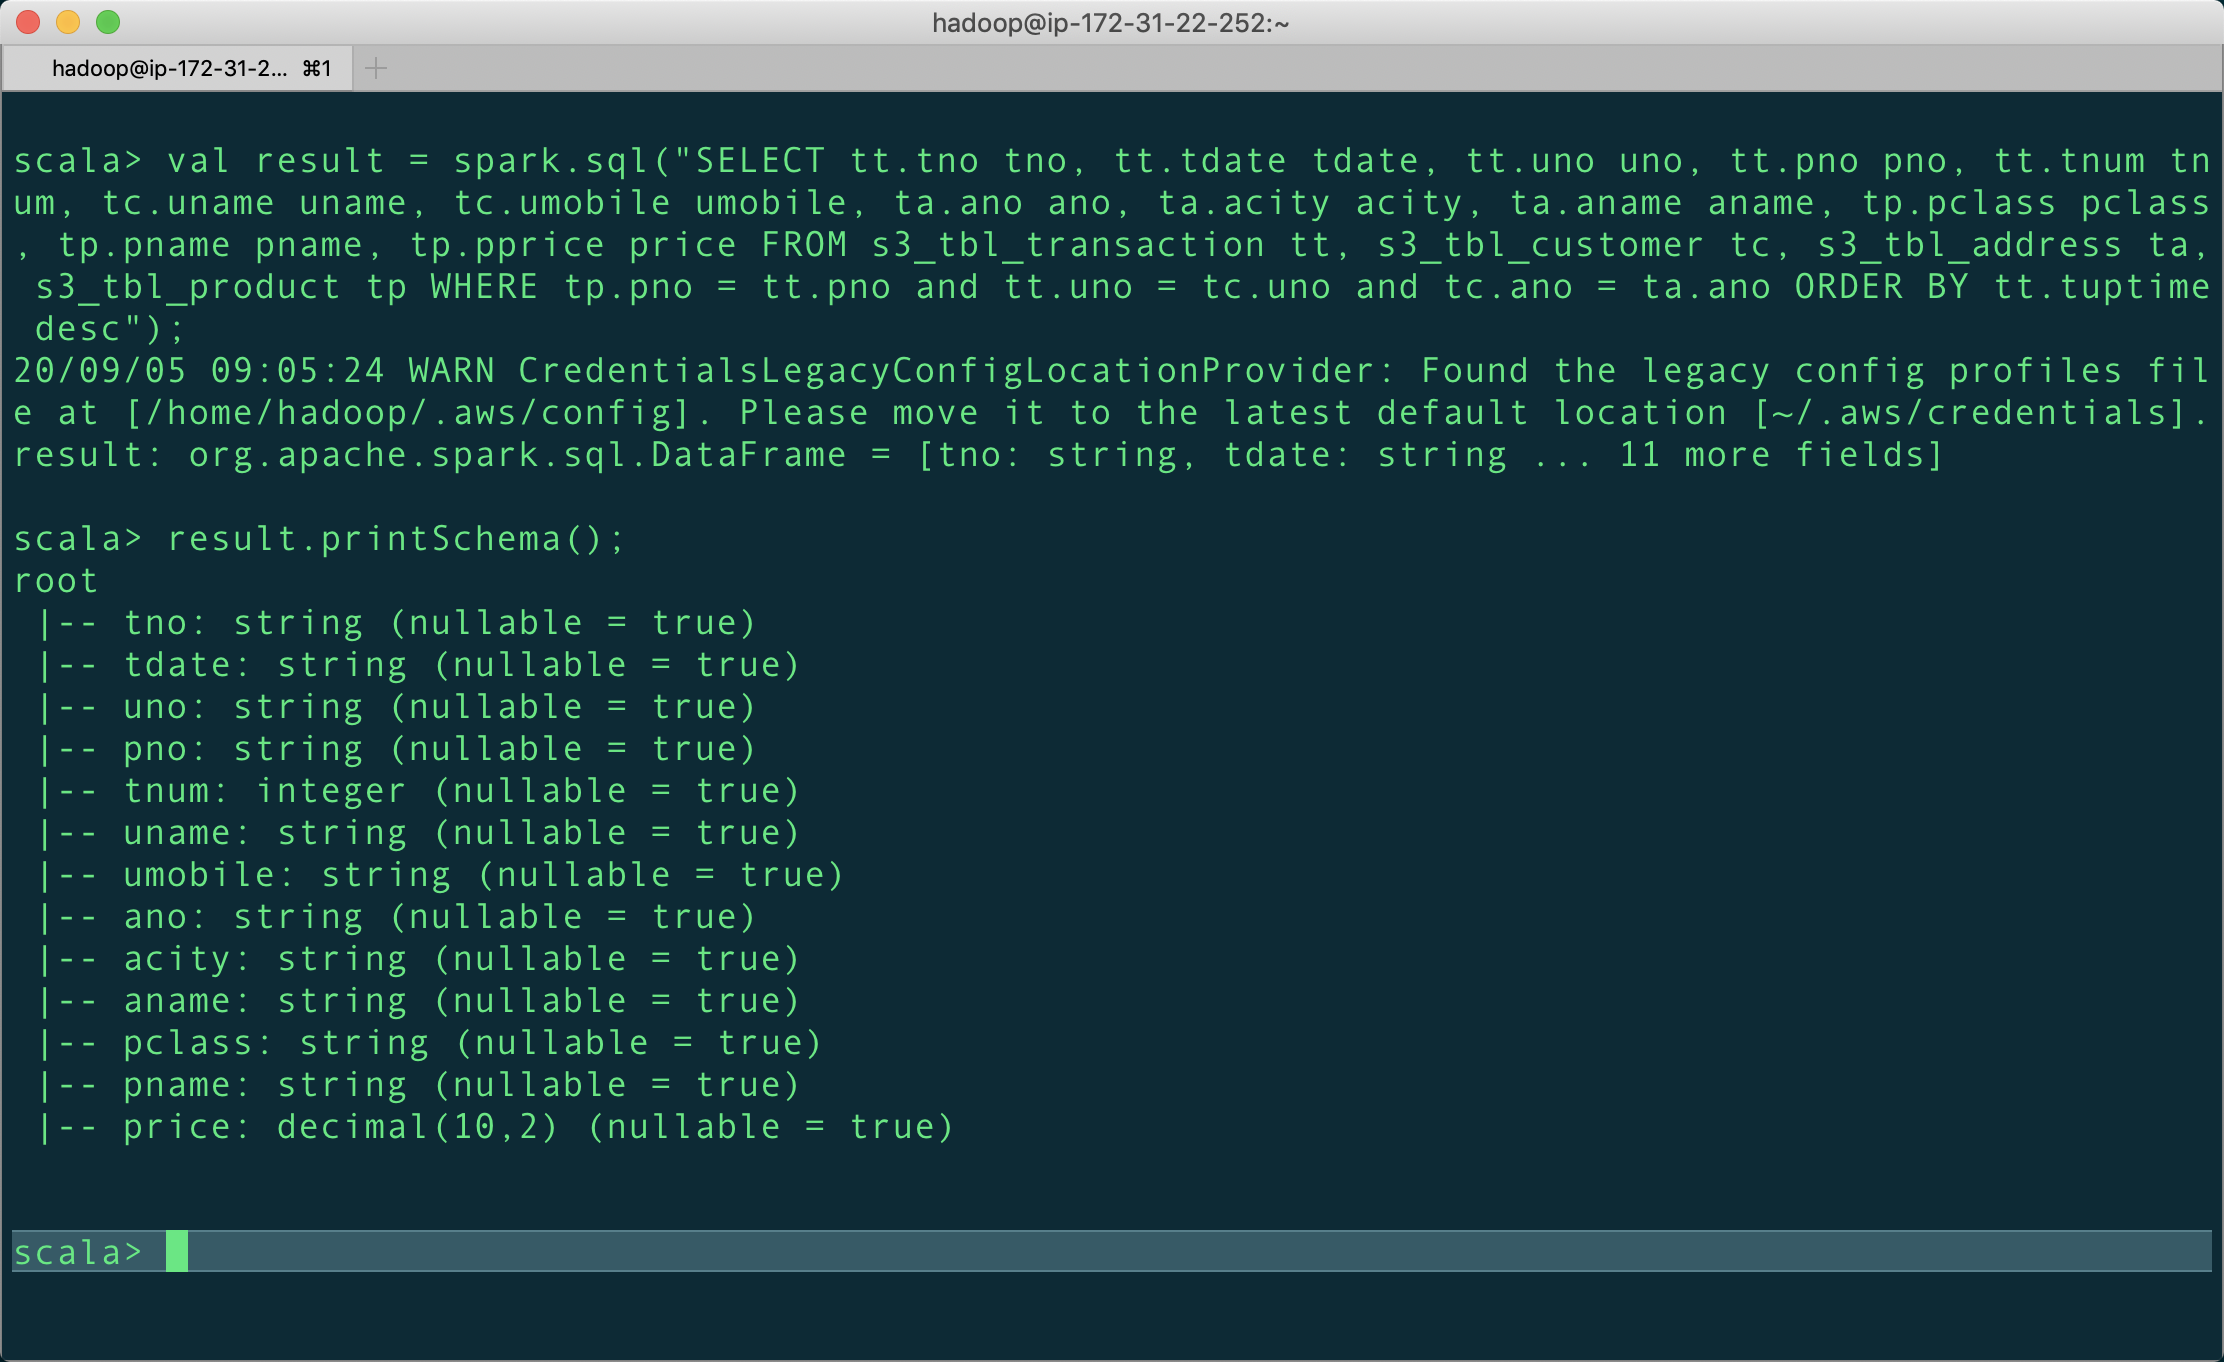 hadoop@ip-172-31-22-252:~
hadoop@ip-172-31-2... ⌘1 +
scala> val result = spark.sql("SELECT tt.tno tno, tt.tdate tdate, tt.uno uno, tt.pno pno, tt.tnum tn
um, tc.uname uname, tc.umobile umobile, ta.ano ano, ta.acity acity, ta.aname aname, tp.pclass pclass
, tp.pname pname, tp.pprice price FROM s3_tbl_transaction tt, s3_tbl_customer tc, s3_tbl_address ta,
 s3_tbl_product tp WHERE tp.pno = tt.pno and tt.uno = tc.uno and tc.ano = ta.ano ORDER BY tt.tuptime
 desc");
20/09/05 09:05:24 WARN CredentialsLegacyConfigLocationProvider: Found the legacy config profiles fil
e at [/home/hadoop/.aws/config]. Please move it to the latest default location [~/.aws/credentials].
result: org.apache.spark.sql.DataFrame = [tno: string, tdate: string ... 11 more fields]
scala> result.printSchema();
root
 |-- tno: string (nullable = true)
 |-- tdate: string (nullable = true)
 |-- uno: string (nullable = true)
 |-- pno: string (nullable = true)
 |-- tnum: integer (nullable = true)
 |-- uname: string (nullable = true)
 |-- umobile: string (nullable = true)
 |-- ano: string (nullable = true)
 |-- acity: string (nullable = true)
 |-- aname: string (nullable = true)
 |-- pclass: string (nullable = true)
 |-- pname: string (nullable = true)
 |-- price: decimal(10,2) (nullable = true)
scala>